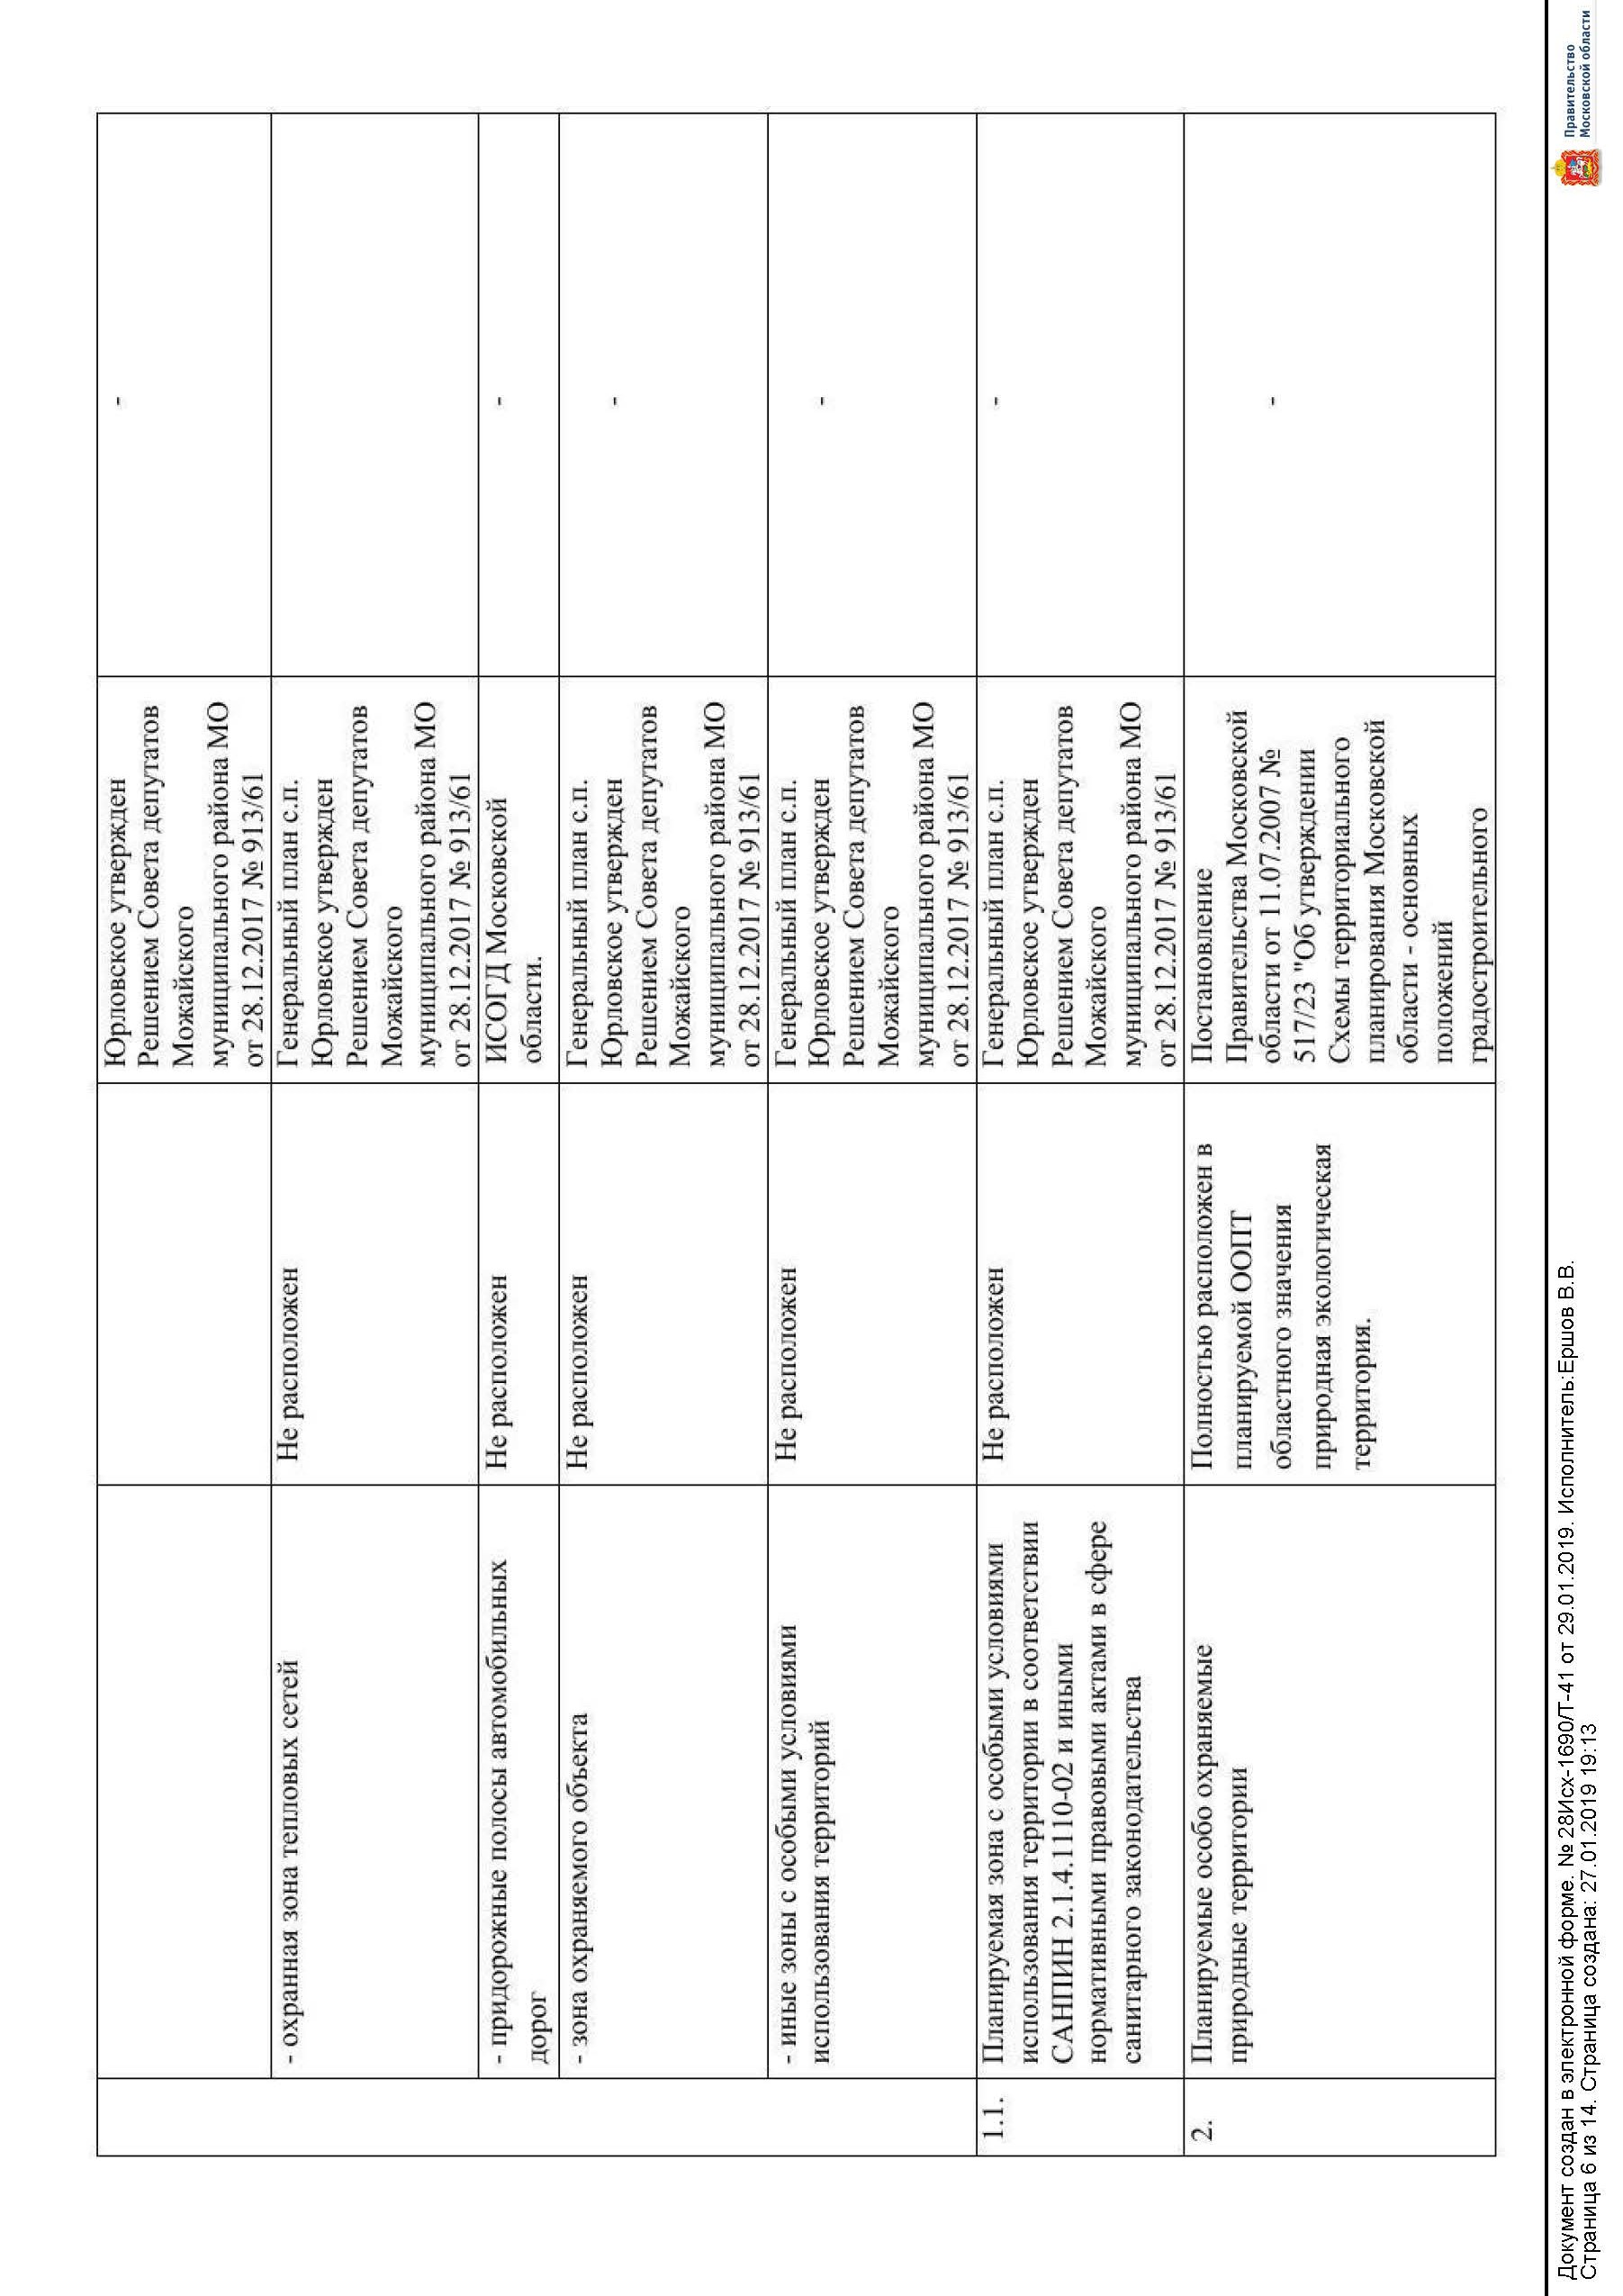 Юрловское утвержден
Решением Совета депутатов
Можайского
муниципального района МО
от 28.12.2017 № 913/61
-
- охранная зона тепловых сетей
Не расположен
Генеральный план с.п.
Юрловское утвержден
Решением Совета депутатов
Можайского
муниципального района МО
от 28.12.2017 № 913/61
- придорожные полосы автомобильных
дорог
Не расположен
ИСОГД Московской
области.
-
- зона охраняемого объекта
Не расположен
Генеральный план с.п.
Юрловское утвержден
Решением Совета депутатов
Можайского
муниципального района МО
от 28.12.2017 № 913/61
-
- иные зоны с особыми условиями
использования территорий
Не расположен
Генеральный план с.п.
Юрловское утвержден
Решением Совета депутатов
Можайского
муниципального района МО
от 28.12.2017 № 913/61
-
1.1.
Планируемая зона с особыми условиями
использования территории в соответствии
САНПИН 2.1.4.1110-02 и иными
нормативными правовыми актами в сфере
санитарного законодательства
Не расположен
Генеральный план с.п.
Юрловское утвержден
Решением Совета депутатов
Можайского
муниципального района МО
от 28.12.2017 № 913/61
-
2.
Планируемые особо охраняемые
природные территории
Полностью расположен в
планируемой ООПТ
областного значения
природная экологическая
территория.
Постановление
Правительства Московской
области от 11.07.2007 №
517/23 "Об утверждении
Схемы территориального
планирования Московской
области - основных
положений
градостроительного
-
Документ создан в электронной форме. № 28Исх-1690/Т-41 от 29.01.2019. Исполнитель:Ершов В.В.
Страница 6 из 14. Страница создана: 27.01.2019 19:13
Правительство
Московской области